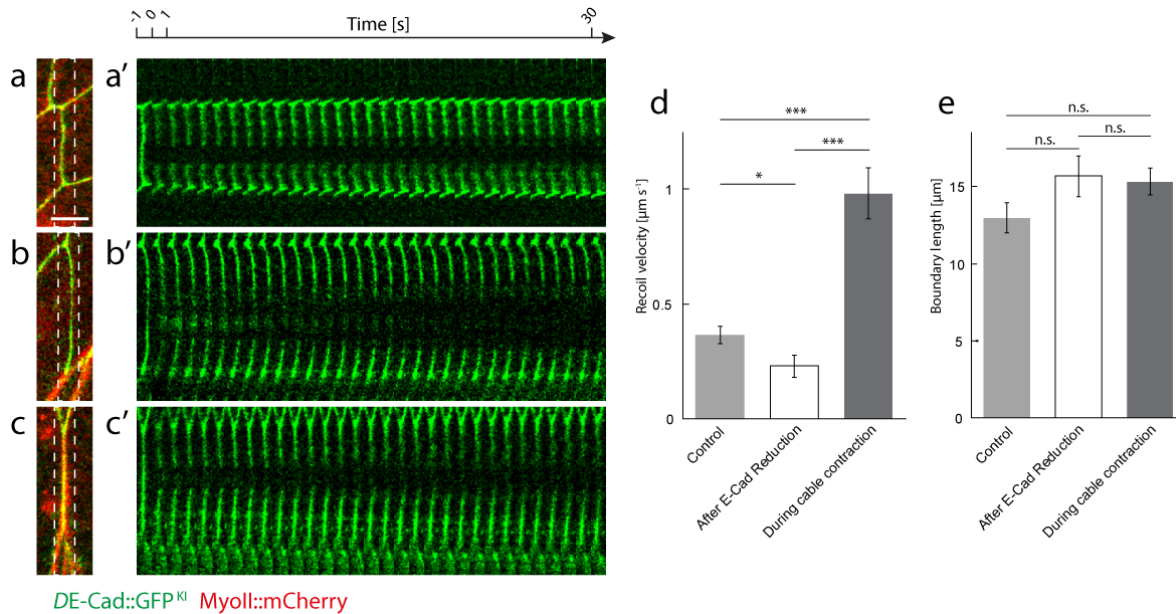 -1 0 1 Time [s] 30
a a′
b b′
c c′
DE-Cad::GFP KI MyoII::mCherry
d
***
***
*
Recoil velocity [µm s⁻¹]
1
0.5
0
Control
After E-Cad Reduction
During cable contraction
e
n.s.
n.s.
n.s.
Boundary length [µm]
15
10
5
0
Control
After E-Cad Reduction
During cable contraction